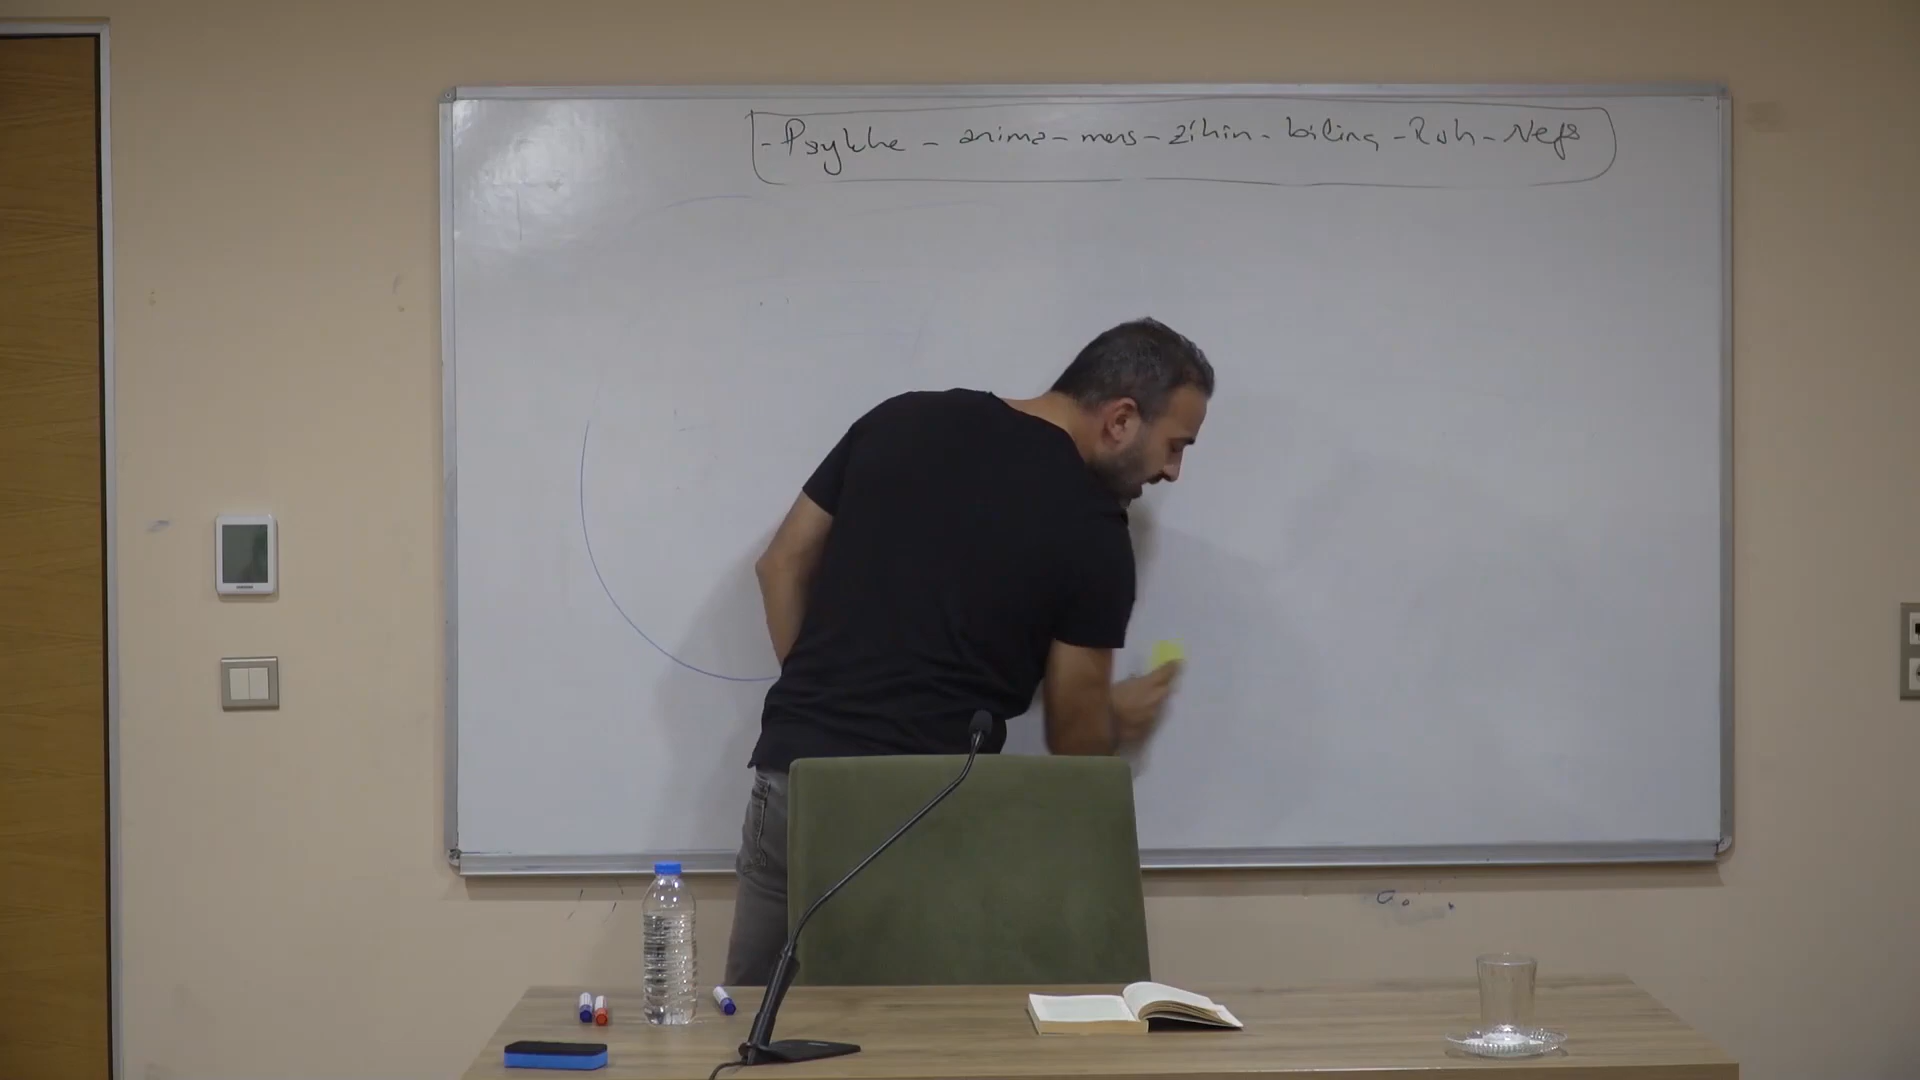 - Psykhe - anima - mens - zihin - bilinç - Ruh - Nefs